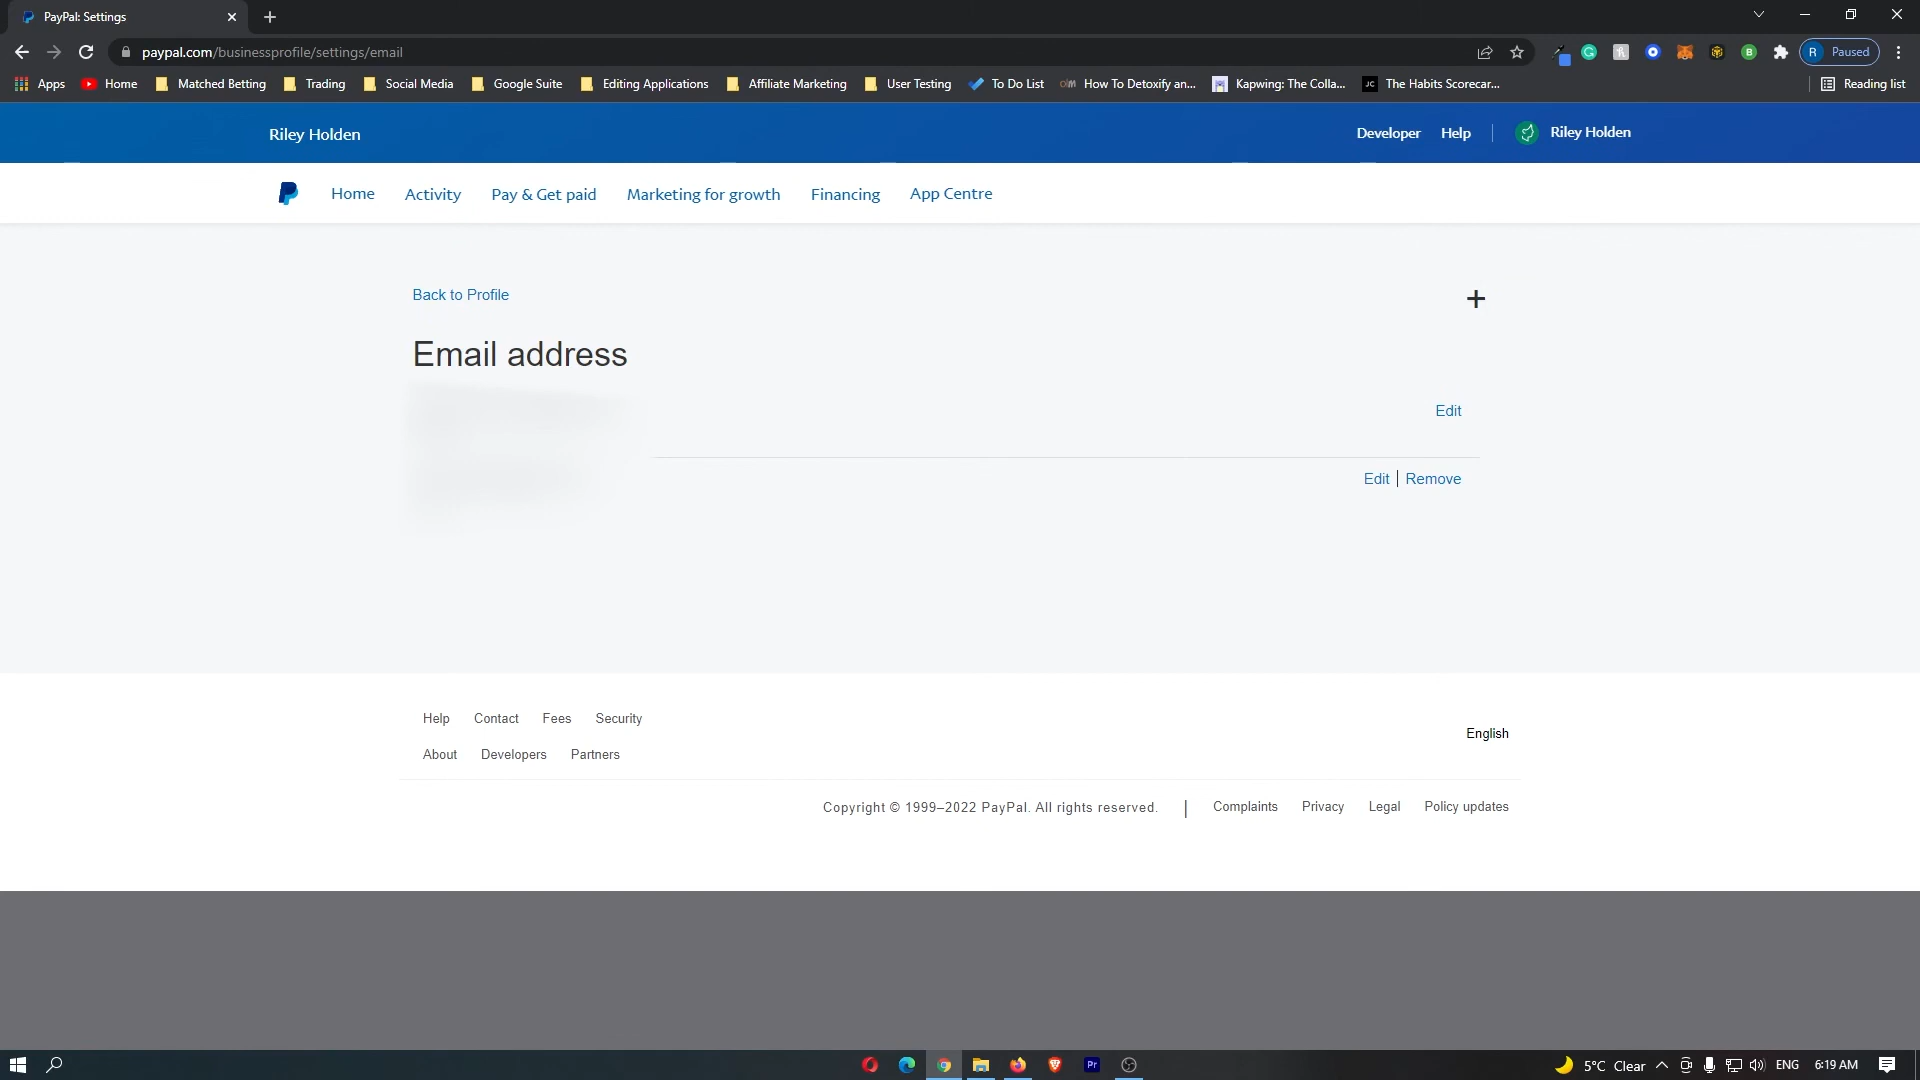 PayPal: Settings
paypal.com/businessprofile/settings/email
R Paused
Apps Home Matched Betting Trading Social Media Google Suite Editing Applications Affiliate Marketing User Testing To Do List How To Detoxify an... Kapwing: The Colla... The Habits Scorecar... Reading list
Riley Holden Developer Help Riley Holden
Home Activity Pay & Get paid Marketing for growth Financing App Centre
Back to Profile
Email address
Edit
Edit | Remove
Help Contact Fees Security
English
About Developers Partners
Copyright © 1999–2022 PayPal. All rights reserved. | Complaints Privacy Legal Policy updates
Pr 5°C Clear ENG 6:19 AM